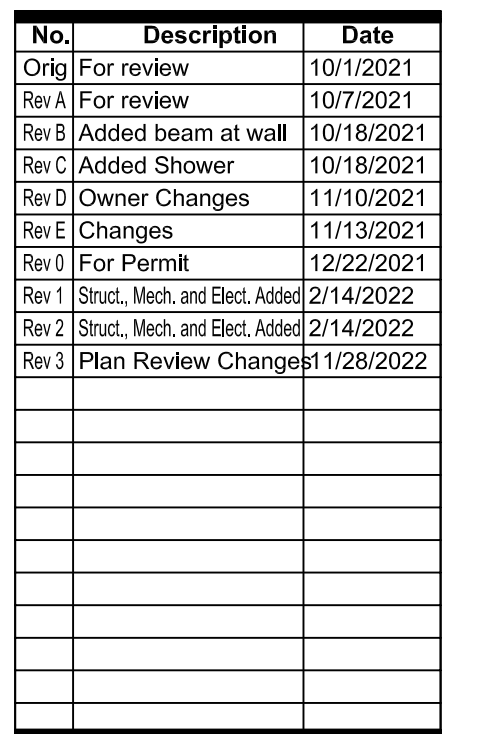 No. Description Date
Orig For review 10/1/2021
Rev A For review 10/7/2021
Rev B Added beam at wall 10/18/2021
Rev C Added Shower 10/18/2021
Rev D Owner Changes 11/10/2021
Rev E Changes 11/13/2021
Rev 0 For Permit 12/22/2021
Rev 1 Struct., Mech. and Elect. Added 2/14/2022
Rev 2 Struct., Mech. and Elect. Added 2/14/2022
Rev 3 Plan Review Changes 11/28/2022